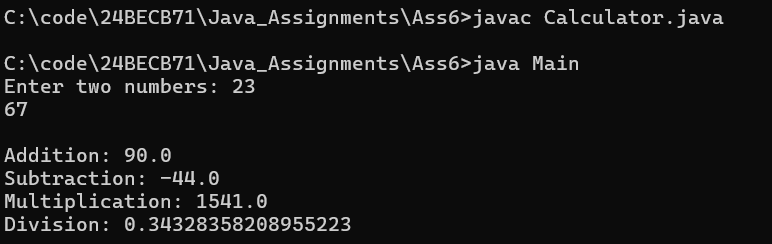 C:\code\24BECB71\Java_Assignments\Ass6>javac Calculator.java
C:\code\24BECB71\Java_Assignments\Ass6>java Main
Enter two numbers: 23
67
Addition: 90.0
Subtraction: -44.0
Multiplication: 1541.0
Division: 0.34328358208955223